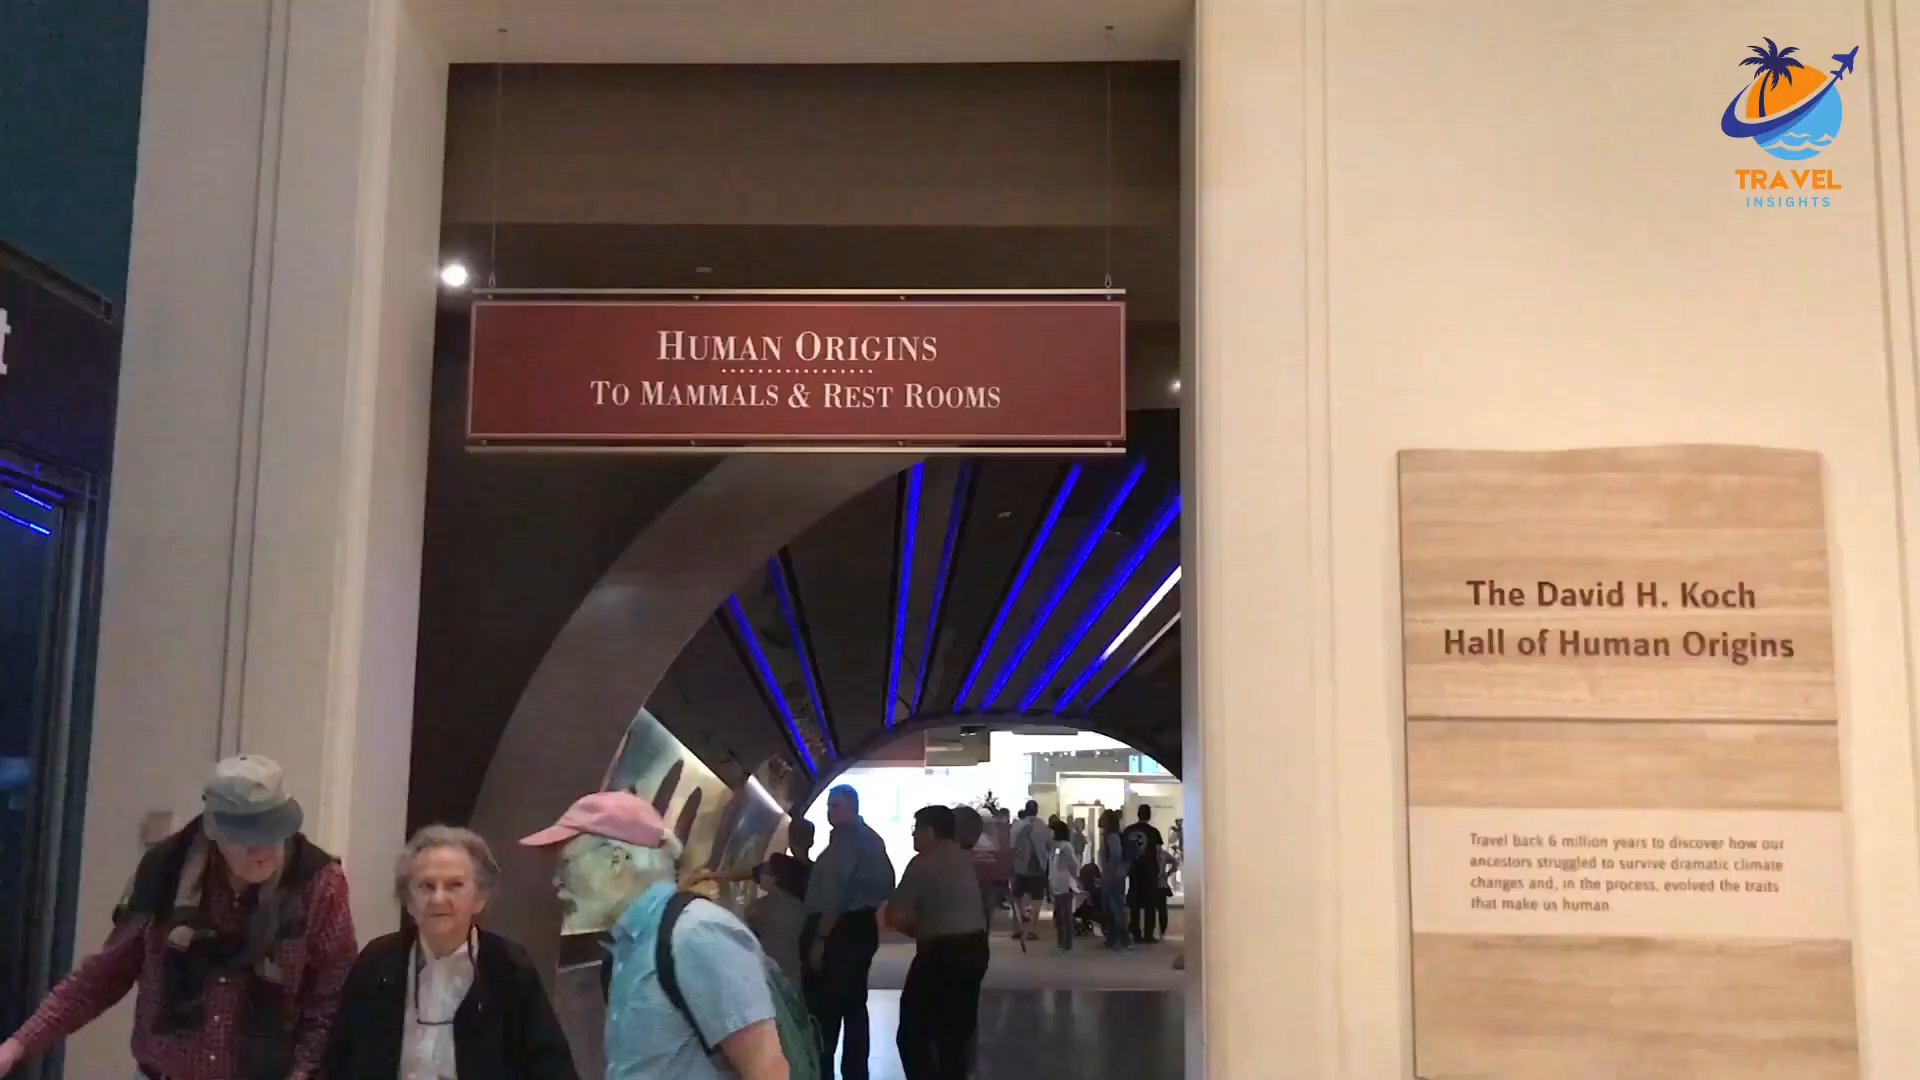 TRAVEL
INSIGHTS
HUMAN ORIGINS
TO MAMMALS & REST ROOMS
The David H. Koch
Hall of Human Origins
Travel back 6 million years to discover how our
ancestors struggled to survive dramatic climate
changes and, in the process, evolved the traits
that make us human.